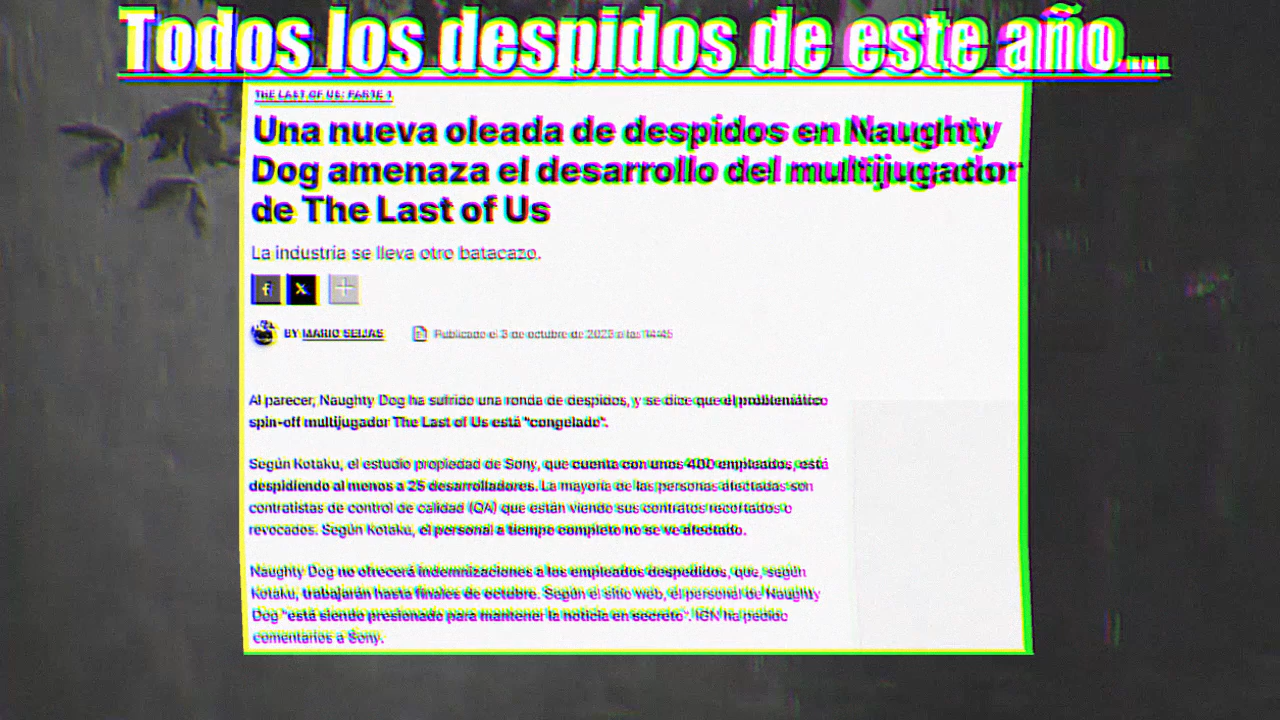 Todos los despidos de este año...
THE LAST OF US: PARTE 1
Una nueva oleada de despidos en Naughty
Dog amenaza el desarrollo del multijugador
de The Last of Us
La industria se lleva otro batacazo.
BY MARIO SEIJAS Publicado el 3 de octubre de 2023 a las 14:45
Al parecer, Naughty Dog ha sufrido una ronda de despidos, y se dice que el problemático
spin-off multijugador The Last of Us está "congelado".
Según Kotaku, el estudio propiedad de Sony, que cuenta con unos 400 empleados, está
despidiendo al menos a 25 desarrolladores. La mayoría de las personas afectadas son
contratistas de control de calidad (QA) que están viendo sus contratos recortados o
revocados. Según Kotaku, el personal a tiempo completo no se ve afectado.
Naughty Dog no ofrecerá indemnizaciones a los empleados despedidos, que, según
Kotaku, trabajarán hasta finales de octubre. Según el sitio web, el personal de Naughty
Dog "está siendo presionado para mantener la noticia en secreto". IGN ha pedido
comentarios a Sony.